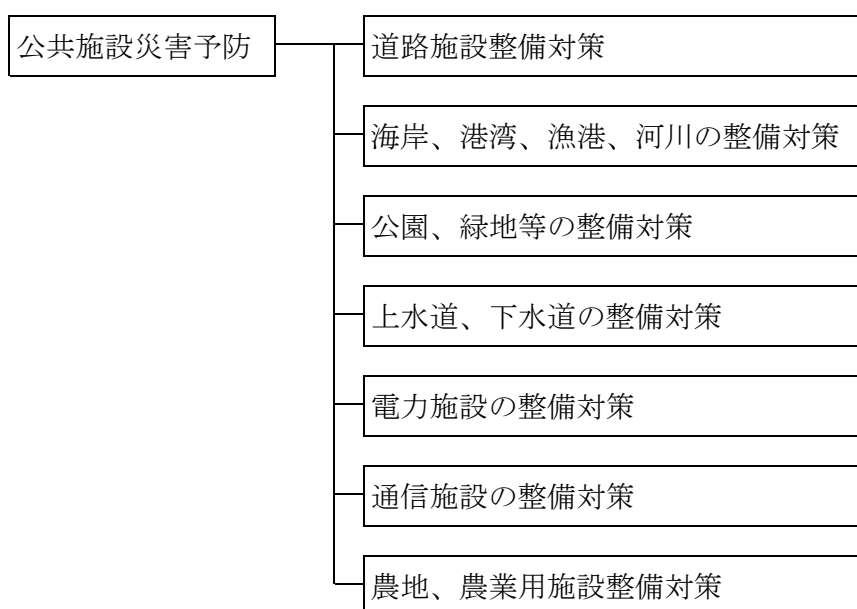 公共施設災害予防
道路施設整備対策
海岸、港湾、漁港、河川の整備対策
公園、緑地等の整備対策
上水道、下水道の整備対策
電力施設の整備対策
通信施設の整備対策
農地、農業用施設整備対策